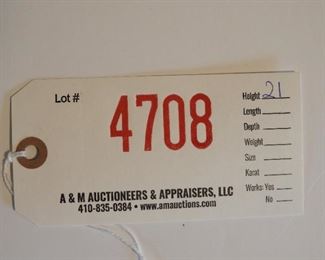 Lot #
4708
Height 21
Length
Depth
Weight
Size
Karat
Works: Yes
No
A & M AUCTIONEERS & APPRAISERS, LLC
410-835-0384 • www.amauctions.com